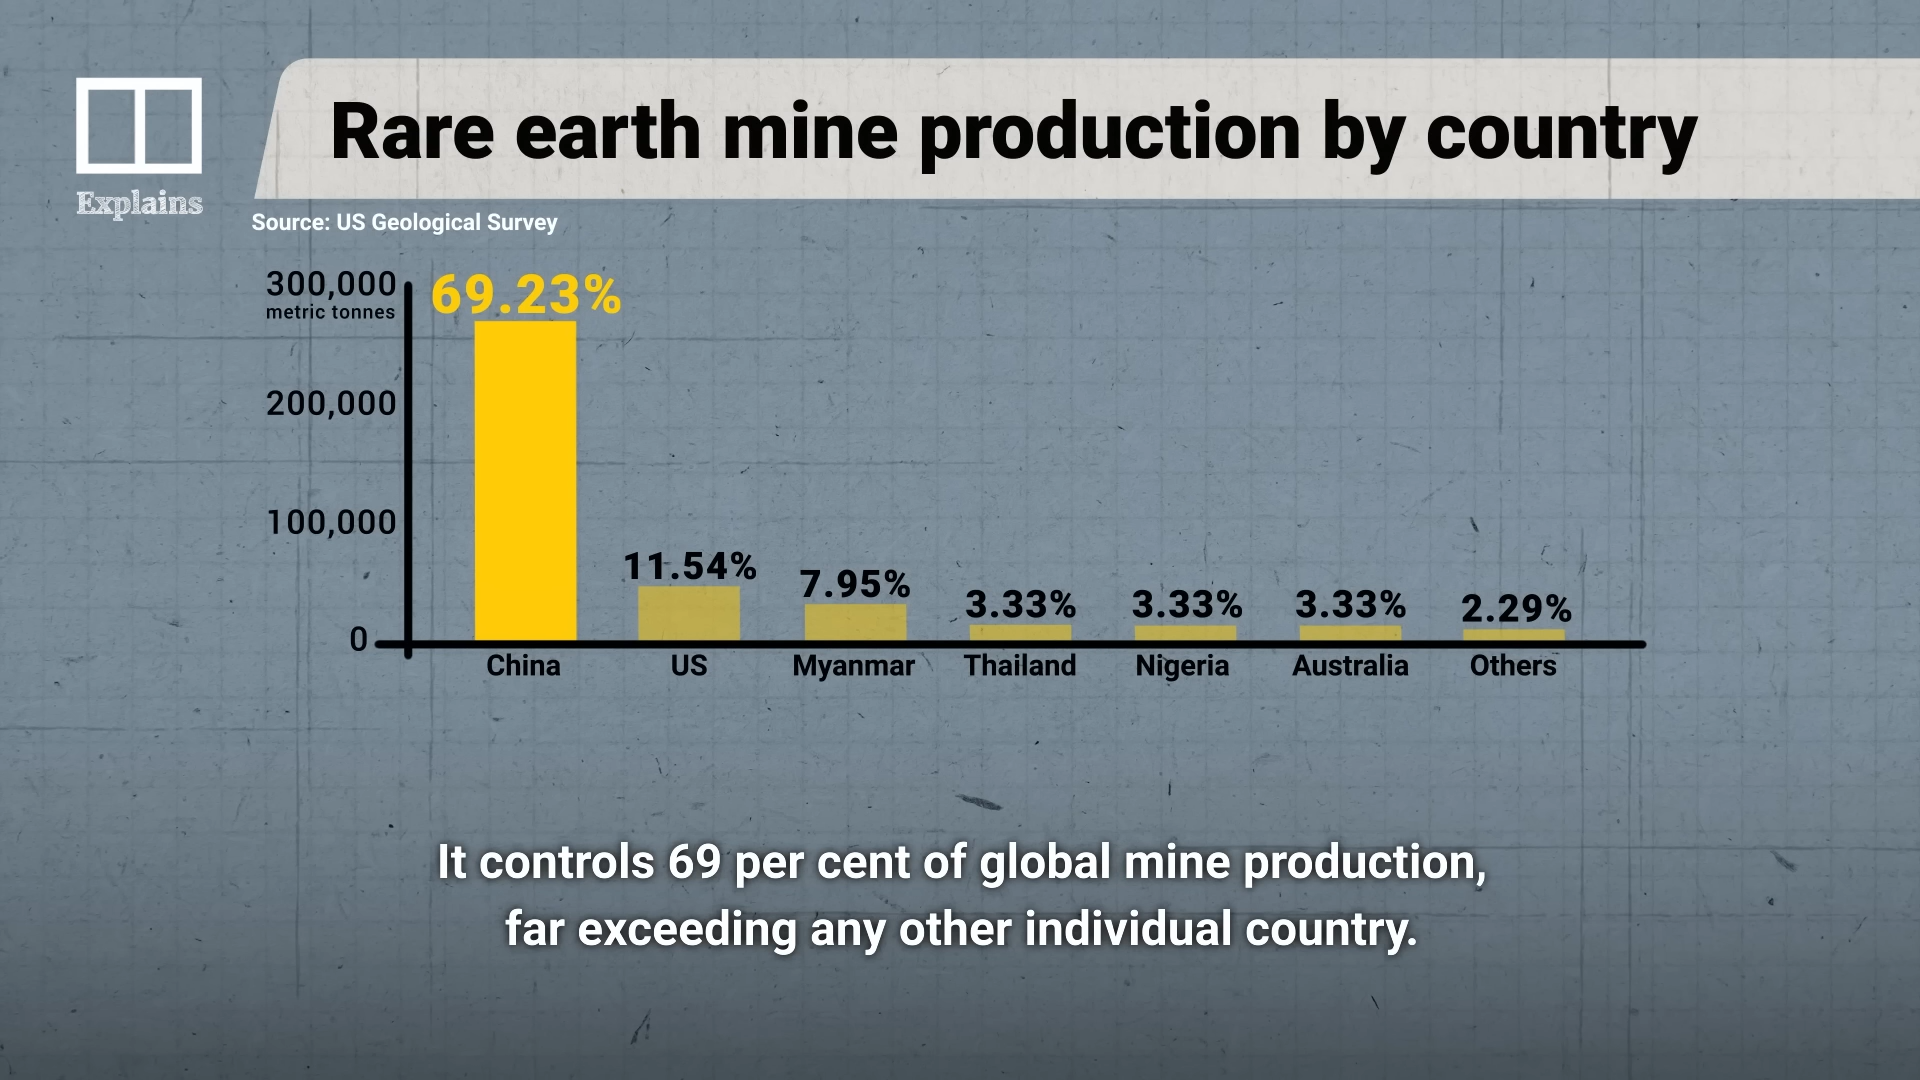 Rare earth mine production by country
Explains
Source: US Geological Survey
300,000
metric tonnes
200,000
100,000
0
69.23%
11.54%
7.95%
3.33%
3.33%
3.33%
2.29%
China
US
Myanmar
Thailand
Nigeria
Australia
Others
It controls 69 per cent of global mine production,
far exceeding any other individual country.